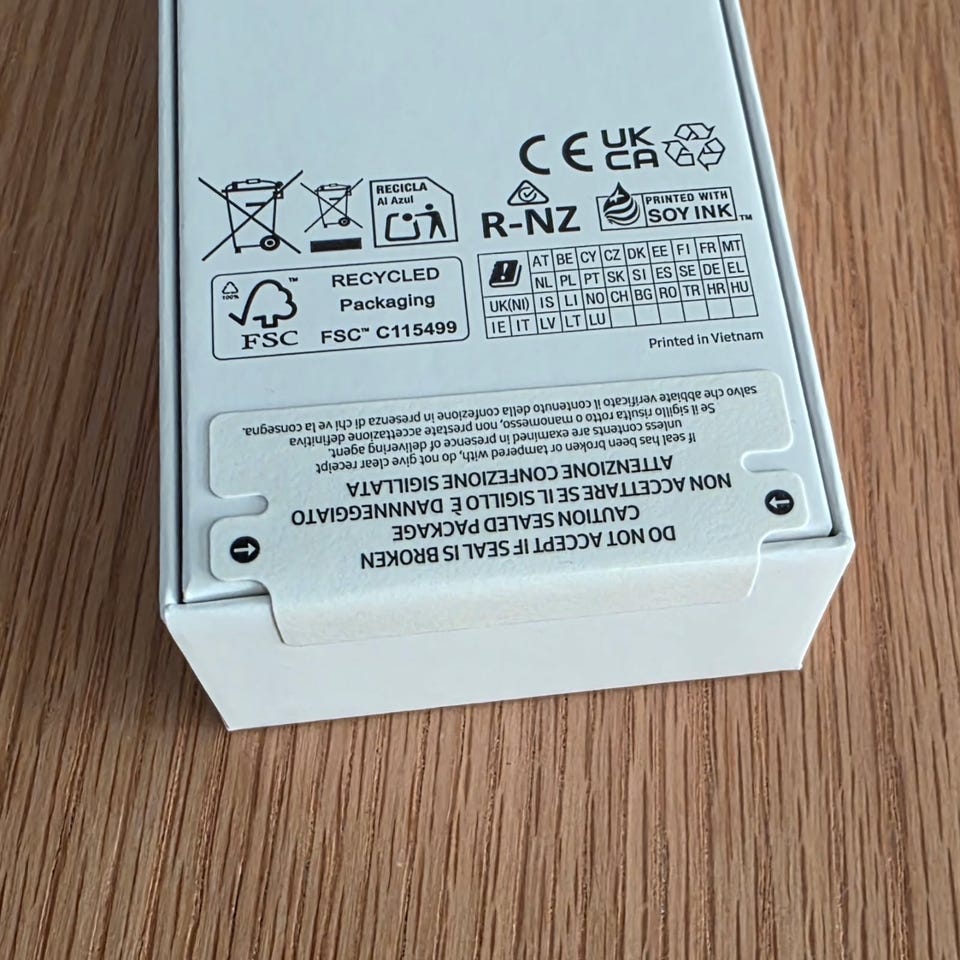 CE
UK
CA
RECICLA
Al Azul
R-NZ
PRINTED WITH
SOY INK™
100%
™
FSC
RECYCLED
Packaging
FSC™ C115499
AT BE CY CZ DK EE FI FR MT
NL PL PT SK SI ES SE DE EL
UK(NI) IS LI NO CH BG RO TR HR HU
IE IT LV LT LU
Printed in Vietnam
DO NOT ACCEPT IF SEAL IS BROKEN
CAUTION SEALED PACKAGE
NON ACCETTARE SE IL SIGILLO È DANNNEGGIATO
ATTENZIONE CONFEZIONE SIGILLATA
If seal has been broken or tampered with, do not give clear receipt
unless contents are examined in presence of delivering agent.
Se il sigillo risulta rotto o manomesso, non prestate accettazione definitiva
salvo che abbiate verificato il contenuto della confezione in presenza di chi ve la consegna.